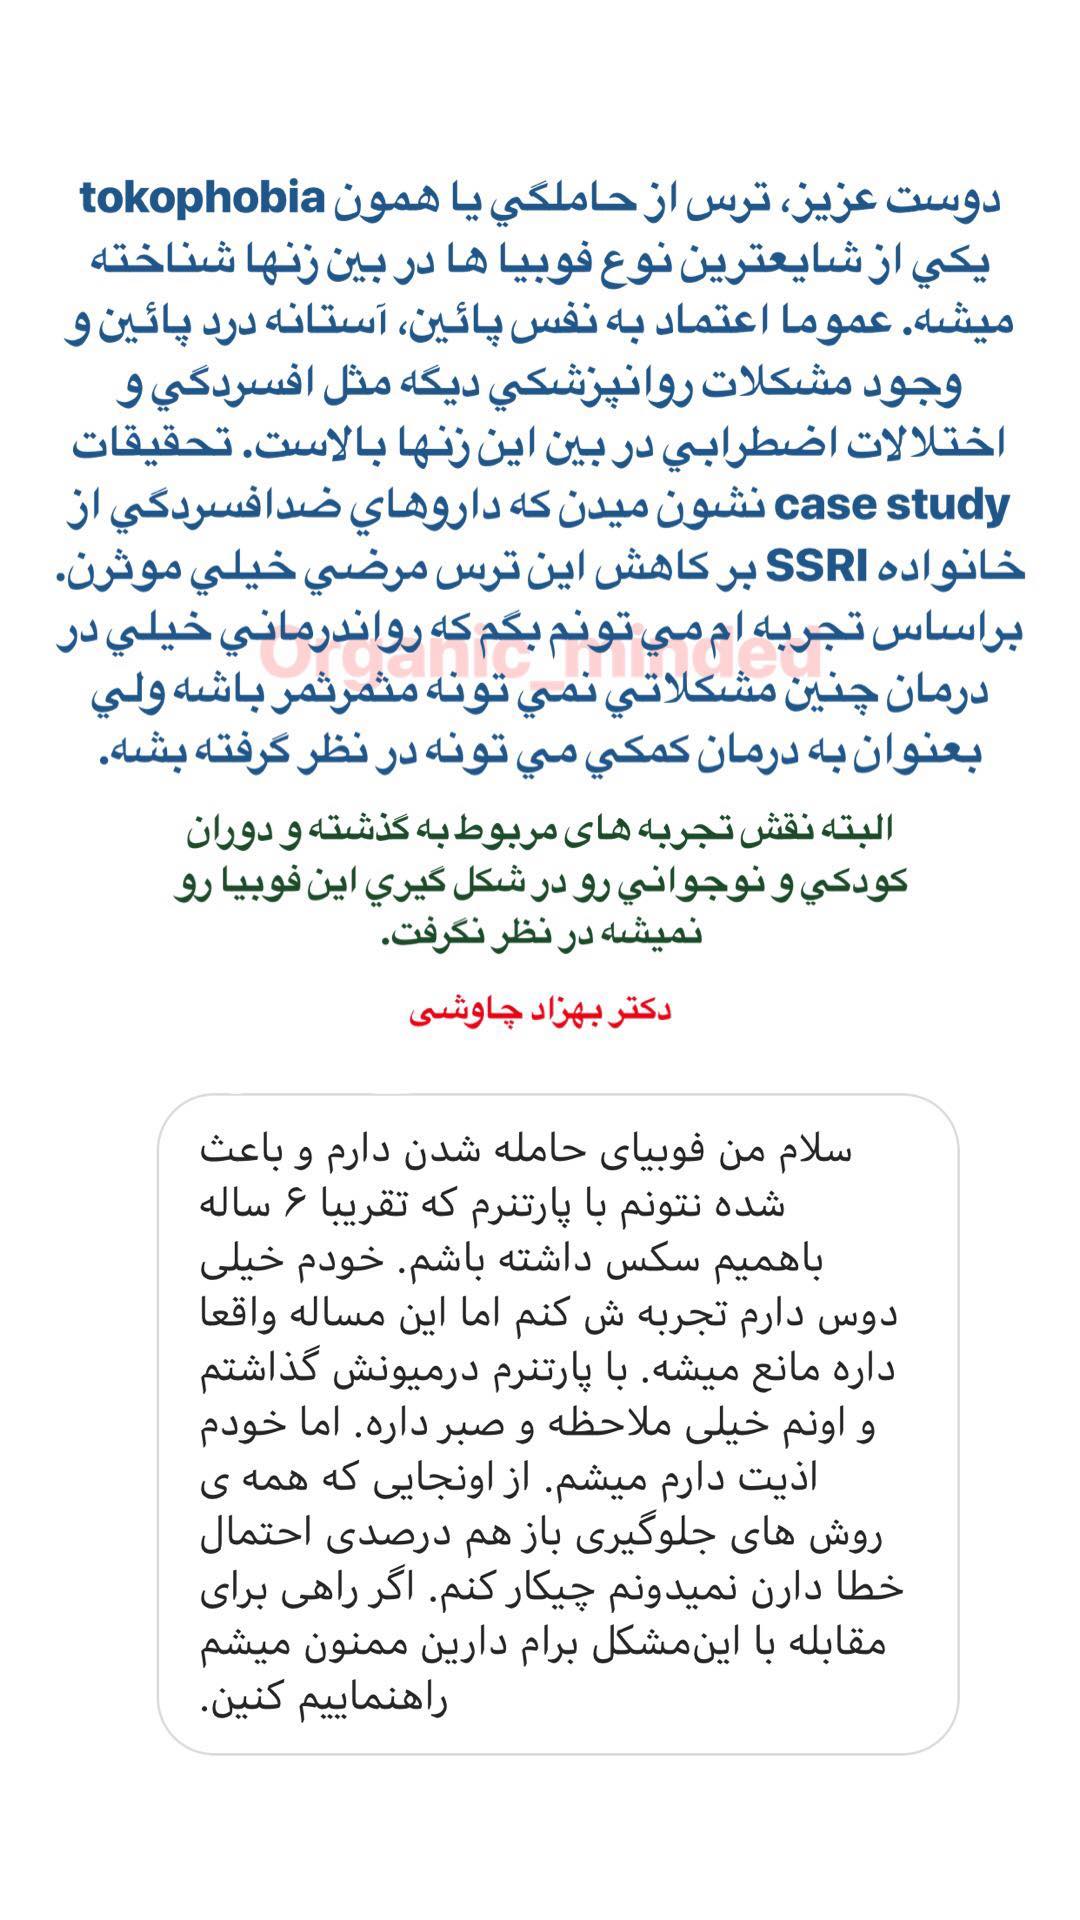 دوست عزیز، ترس از حاملگي یا همون tokophobia
یکي از شایعترین نوع فوبیا ها در بین زنها شناخته
میشه. عموما اعتماد به نفس پائین، آستانه درد پائین و
وجود مشکلات روانپزشکي دیگه مثل افسردگي و
اختلالات اضطرابي در بین این زنها بالاست. تحقیقات
case study نشون میدن که داروهاي ضدافسردگي از
خانواده SSRI بر کاهش این ترس مرضي خیلي موثرن.
براساس تجربه ام مي تونم بگم که رواندرماني خیلي در
Organic_minded
درمان چنین مشکلاتي نمي تونه مثمرثمر باشه ولي
بعنوان به درمان کمکي مي تونه در نظر گرفته بشه.
البته نقش تجربه های مربوط به گذشته و دوران
کودکي و نوجواني رو در شکل گیري این فوبیا رو
نمیشه در نظر نگرفت.
دکتر بهزاد چاوشی
سلام من فوبیای حامله شدن دارم و باعث
شده نتونم با پارتنرم که تقریبا ۶ ساله
باهمیم سکس داشته باشم. خودم خیلی
دوس دارم تجربه ش کنم اما این مساله واقعا
داره مانع میشه. با پارتنرم درمیونش گذاشتم
و اونم خیلی ملاحظه و صبر داره. اما خودم
اذیت دارم میشم. از اونجایی که همه ی
روش های جلوگیری باز هم درصدی احتمال
خطا دارن نمیدونم چیکار کنم. اگر راهی برای
مقابله با این‌مشکل برام دارین ممنون میشم
راهنماییم کنین.